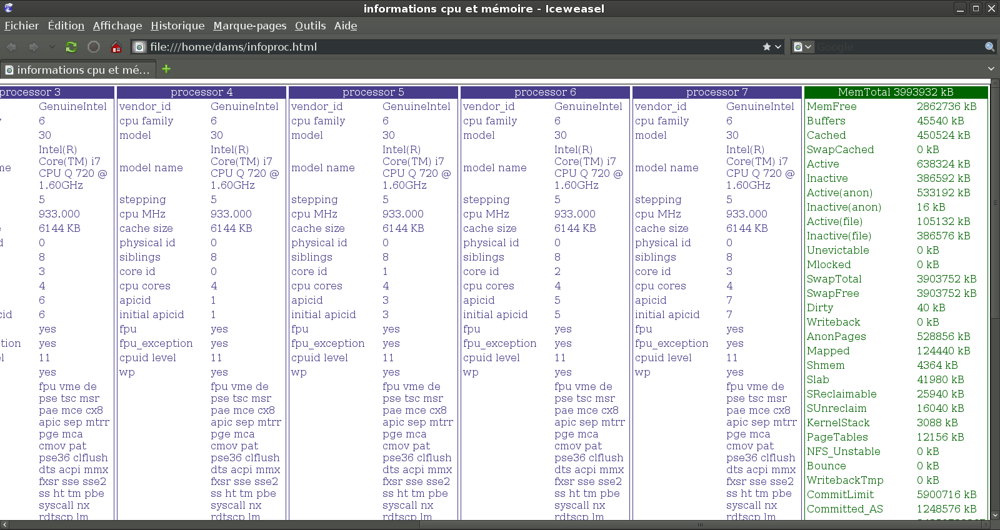 informations cpu et mémoire - Iceweasel
Fichier Édition Affichage Historique Marque-pages Outils Aide
file:///home/dams/infoproc.html Google
informations cpu et mé...
processor 3
GenuineIntel
y 6
30
me Intel(R)
Core(TM) i7
CPU Q 720 @
1.60GHz
5
933.000
e 6144 KB
d 0
8
3
4
6
cid 6
yes
tion yes
l 11
yes
fpu vme de
pse tsc msr
pae mce cx8
apic sep mtrr
pge mca
cmov pat
pse36 clflush
dts acpi mmx
fxsr sse sse2
ss ht tm pbe
syscall nx
rdtscp lm
processor 4
vendor_id GenuineIntel
cpu family 6
model 30
model name Intel(R)
Core(TM) i7
CPU Q 720 @
1.60GHz
stepping 5
cpu MHz 933.000
cache size 6144 KB
physical id 0
siblings 8
core id 0
cpu cores 4
apicid 1
initial apicid 1
fpu yes
fpu_exception yes
cpuid level 11
wp yes
fpu vme de
pse tsc msr
pae mce cx8
apic sep mtrr
pge mca
cmov pat
pse36 clflush
dts acpi mmx
fxsr sse sse2
ss ht tm pbe
syscall nx
rdtscp lm
processor 5
vendor_id GenuineIntel
cpu family 6
model 30
model name Intel(R)
Core(TM) i7
CPU Q 720 @
1.60GHz
stepping 5
cpu MHz 933.000
cache size 6144 KB
physical id 0
siblings 8
core id 1
cpu cores 4
apicid 3
initial apicid 3
fpu yes
fpu_exception yes
cpuid level 11
wp yes
fpu vme de
pse tsc msr
pae mce cx8
apic sep mtrr
pge mca
cmov pat
pse36 clflush
dts acpi mmx
fxsr sse sse2
ss ht tm pbe
syscall nx
rdtscp lm
processor 6
vendor_id GenuineIntel
cpu family 6
model 30
model name Intel(R)
Core(TM) i7
CPU Q 720 @
1.60GHz
stepping 5
cpu MHz 933.000
cache size 6144 KB
physical id 0
siblings 8
core id 2
cpu cores 4
apicid 5
initial apicid 5
fpu yes
fpu_exception yes
cpuid level 11
wp yes
fpu vme de
pse tsc msr
pae mce cx8
apic sep mtrr
pge mca
cmov pat
pse36 clflush
dts acpi mmx
fxsr sse sse2
ss ht tm pbe
syscall nx
rdtscp lm
processor 7
vendor_id GenuineIntel
cpu family 6
model 30
model name Intel(R)
Core(TM) i7
CPU Q 720 @
1.60GHz
stepping 5
cpu MHz 933.000
cache size 6144 KB
physical id 0
siblings 8
core id 3
cpu cores 4
apicid 7
initial apicid 7
fpu yes
fpu_exception yes
cpuid level 11
wp yes
fpu vme de
pse tsc msr
pae mce cx8
apic sep mtrr
pge mca
cmov pat
pse36 clflush
dts acpi mmx
fxsr sse sse2
ss ht tm pbe
syscall nx
rdtscp lm
MemTotal 3993932 kB
MemFree 2862736 kB
Buffers 45540 kB
Cached 450524 kB
SwapCached 0 kB
Active 638324 kB
Inactive 386592 kB
Active(anon) 533192 kB
Inactive(anon) 16 kB
Active(file) 105132 kB
Inactive(file) 386576 kB
Unevictable 0 kB
Mlocked 0 kB
SwapTotal 3903752 kB
SwapFree 3903752 kB
Dirty 40 kB
Writeback 0 kB
AnonPages 528856 kB
Mapped 124440 kB
Shmem 4364 kB
Slab 41980 kB
SReclaimable 25940 kB
SUnreclaim 16040 kB
KernelStack 3088 kB
PageTables 12156 kB
NFS_Unstable 0 kB
Bounce 0 kB
WritebackTmp 0 kB
CommitLimit 5900716 kB
Committed_AS 1248576 kB